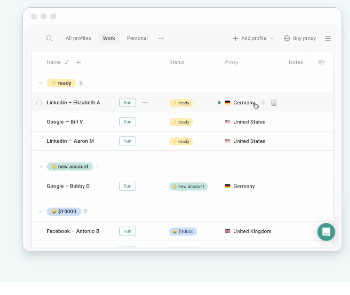 All profiles Work Personal Add profile Buy proxy
Name Status Proxy Notes
ready 3
LinkedIn – Elizabeth A Run ready Germany
Google – Bill V Run ready United States
LinkedIn – Aaron M Run ready United States
new account
Google – Bobby B Run new account Germany
2
Facebook – Antonio B Run United Kingdom